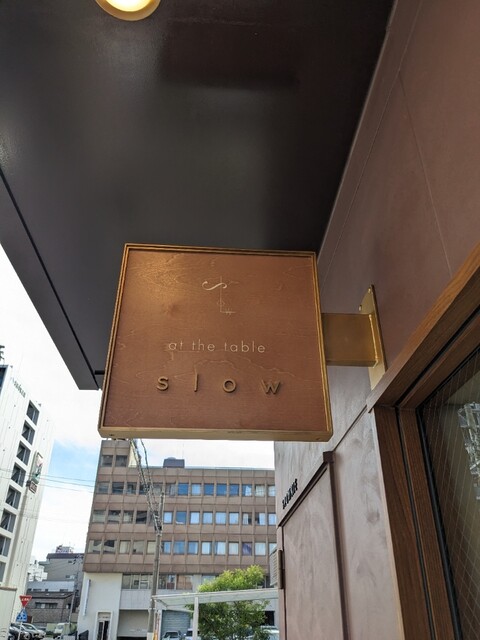 at the table
slow